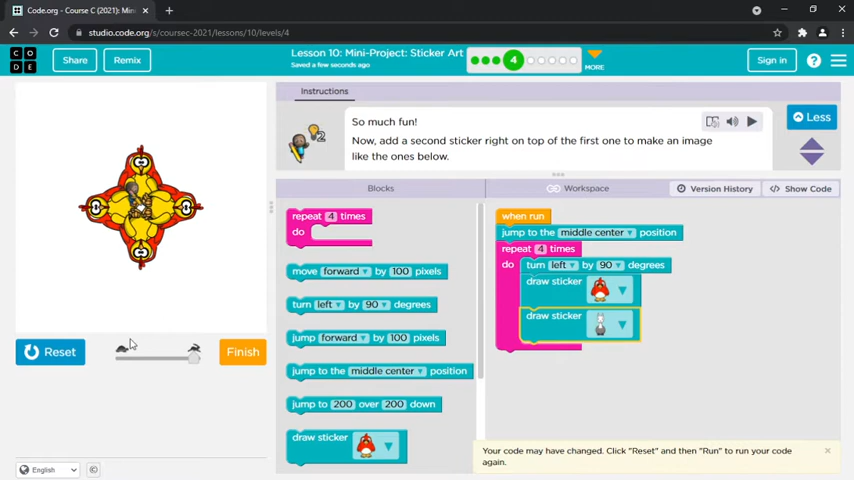 Code.org - Course C (2021): Min
studio.code.org/s/coursec-2021/lessons/10/levels/4
C O
D E
Share
Remix
Lesson 10: Mini-Project: Sticker Art
Saved a few seconds ago
4
MORE
Sign in
Instructions
2
So much fun!
Now, add a second sticker right on top of the first one to make an image
like the ones below.
Less
Blocks
Workspace
Version History
Show Code
repeat 4 times
do
move forward by 100 pixels
turn left by 90 degrees
jump forward by 100 pixels
jump to the middle center position
jump to 200 over 200 down
draw sticker
when run
jump to the middle center position
repeat 4 times
do turn left by 90 degrees
draw sticker
draw sticker
Reset
Finish
Your code may have changed. Click "Reset" and then "Run" to run your code
again.
English